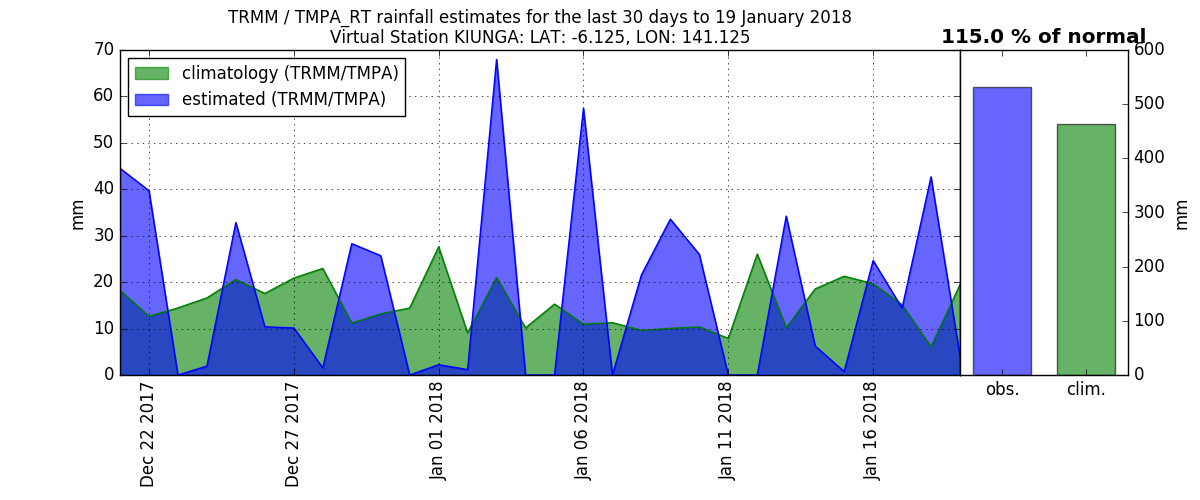 TRMM / TMPA_RT rainfall estimates for the last 30 days to 19 January 2018
Virtual Station KIUNGA: LAT: -6.125, LON: 141.125
115.0 % of normal
climatology (TRMM/TMPA)
estimated (TRMM/TMPA)
70
60
50
40
30
20
10
0
mm
Dec 22 2017
Dec 27 2017
Jan 01 2018
Jan 06 2018
Jan 11 2018
Jan 16 2018
obs.
clim.
600
500
400
300
200
100
0
mm